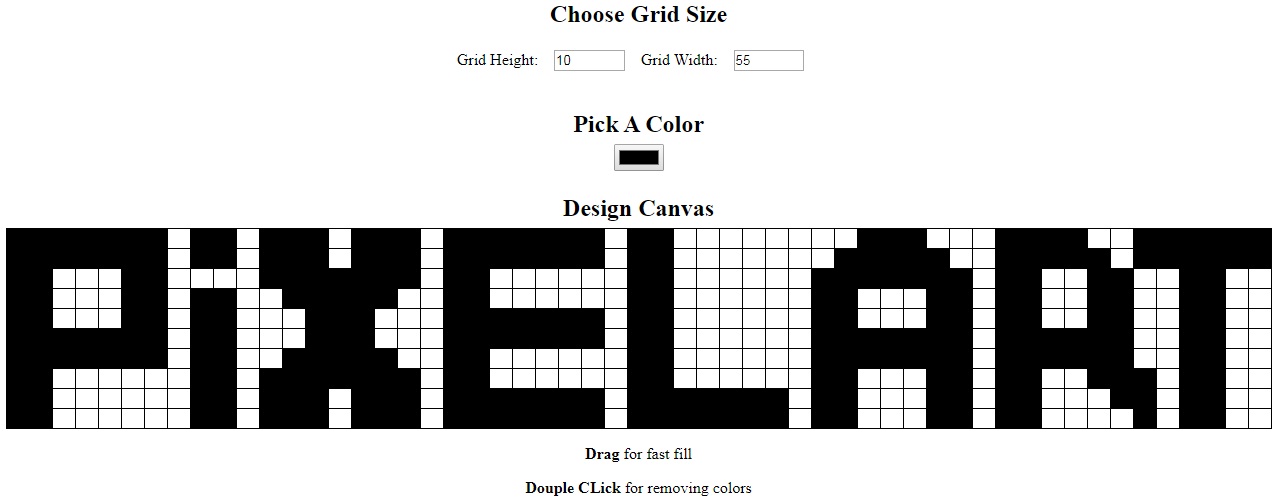 Choose Grid Size
Grid Height: 10 Grid Width: 55
Pick A Color
Design Canvas
PiXELART
Drag for fast fill
Douple CLick for removing colors